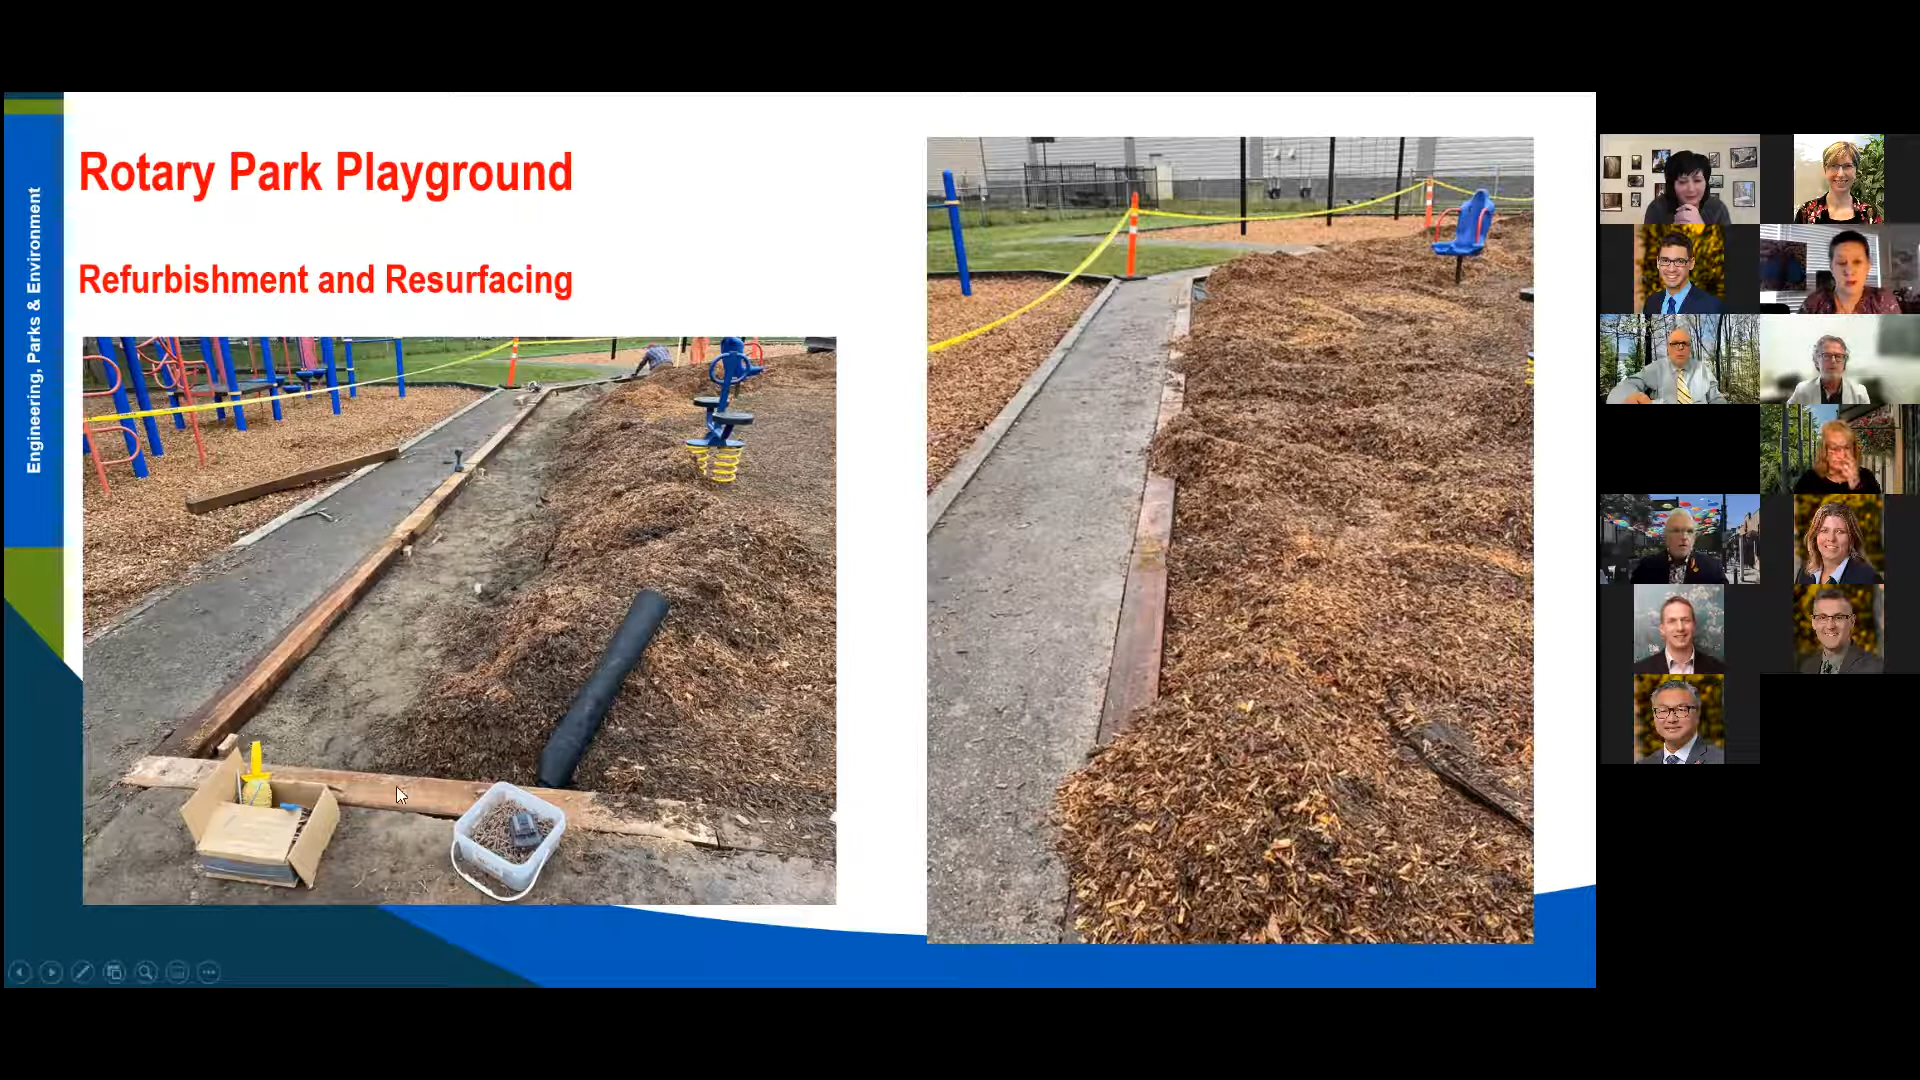 Engineering, Parks & Environment
Rotary Park Playground
Refurbishment and Resurfacing